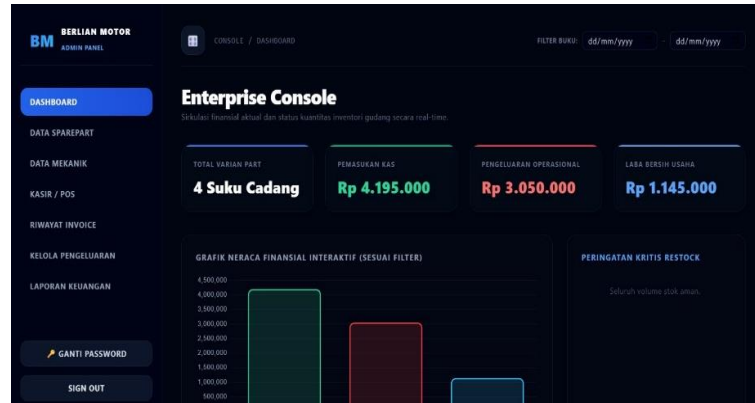 BM
BERLIAN MOTOR
ADMIN PANEL
DASHBOARD
DATA SPAREPART
DATA MEKANIK
KASIR / POS
RIWAYAT INVOICE
KELOLA PENGELUARAN
LAPORAN KEUANGAN
🔑 GANTI PASSWORD
SIGN OUT
CONSOLE / DASHBOARD
FILTER BUKU: dd/mm/yyyy - dd/mm/yyyy
Enterprise Console
Sirkulasi finansial aktual dan status kuantitas inventori gudang secara real-time.
TOTAL VARIAN PART
4 Suku Cadang
PEMASUKAN KAS
Rp 4.195.000
PENGELUARAN OPERASIONAL
Rp 3.050.000
LABA BERSIH USAHA
Rp 1.145.000
GRAFIK NERACA FINANSIAL INTERAKTIF (SESUAI FILTER)
4,500,000
4,000,000
3,500,000
3,000,000
2,500,000
2,000,000
1,500,000
1,000,000
500,000
PERINGATAN KRITIS RESTOCK
Seluruh volume stok aman.